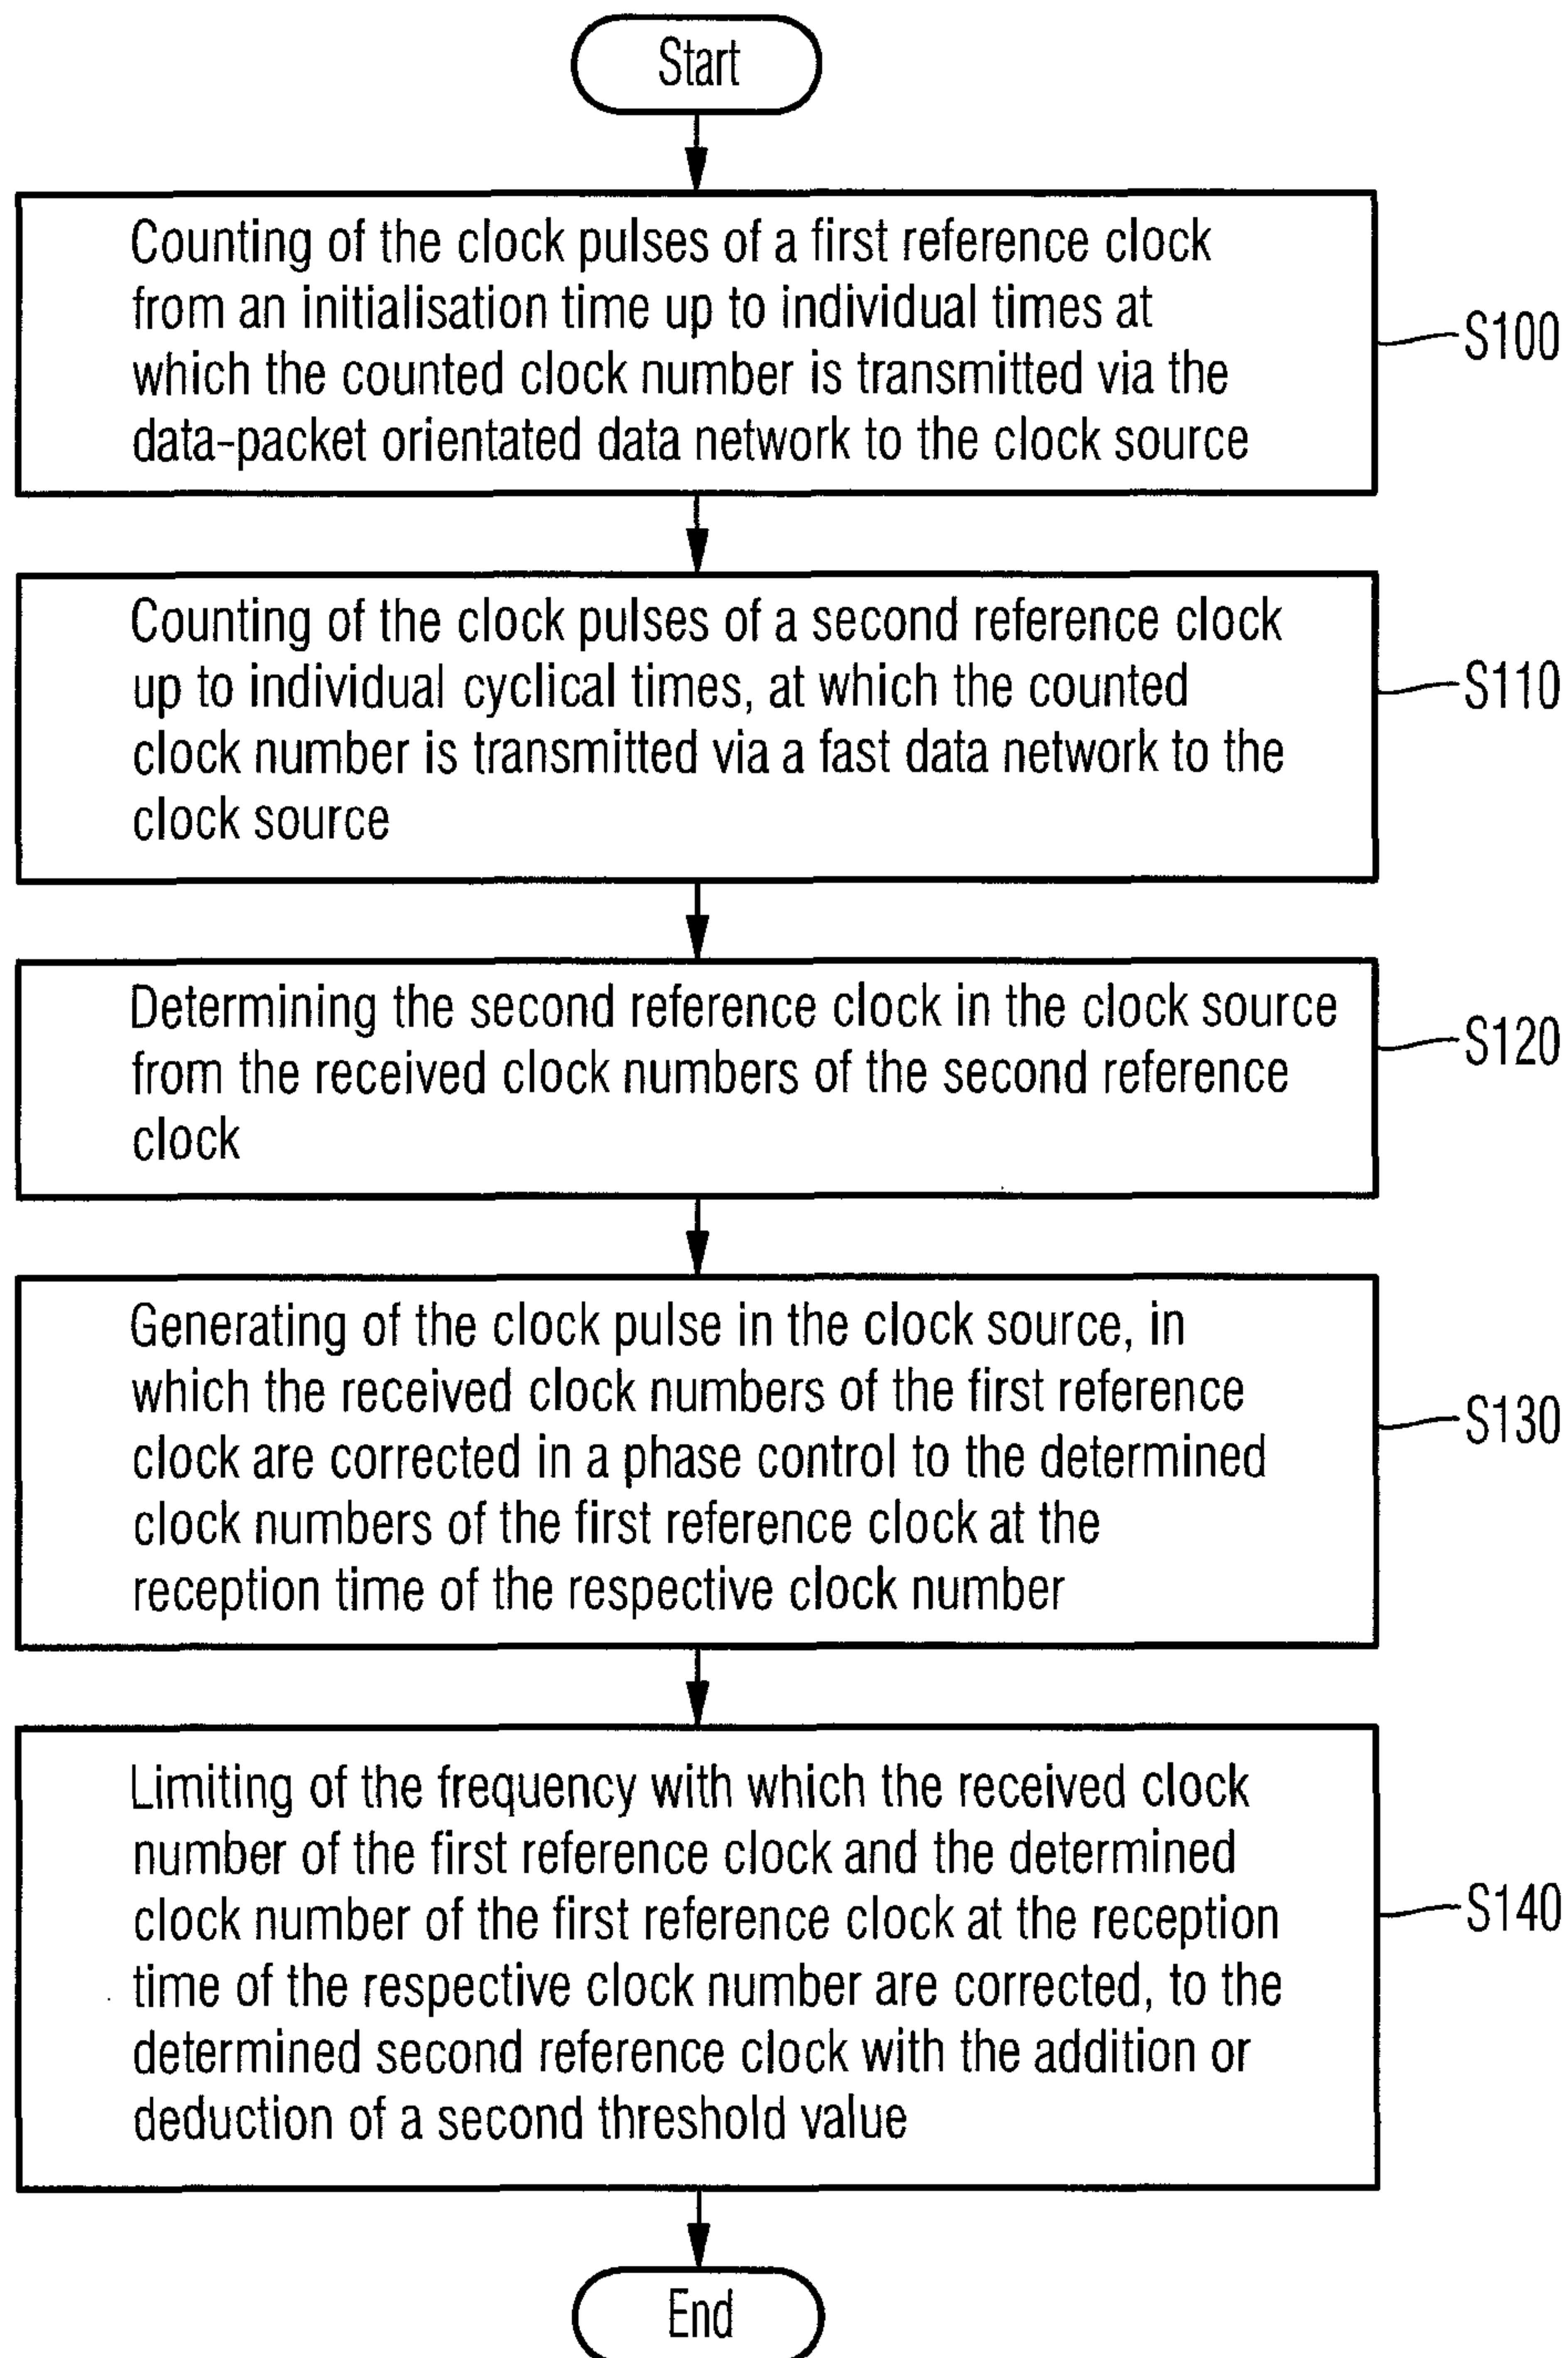 Start
Counting of the clock pulses of a first reference clock
from an initialisation time up to individual times at
which the counted clock number is transmitted via the
data-packet orientated data network to the clock source
S100
Counting of the clock pulses of a second reference clock
up to individual cyclical times, at which the counted
clock number is transmitted via a fast data network to the
clock source
S110
Determining the second reference clock in the clock source
from the received clock numbers of the second reference
clock
S120
Generating of the clock pulse in the clock source, in
which the received clock numbers of the first reference
clock are corrected in a phase control to the determined
clock numbers of the first reference clock at the
reception time of the respective clock number
S130
Limiting of the frequency with which the received clock
number of the first reference clock and the determined
clock number of the first reference clock at the reception
time of the respective clock number are corrected, to the
determined second reference clock with the addition or
deduction of a second threshold value
S140
End